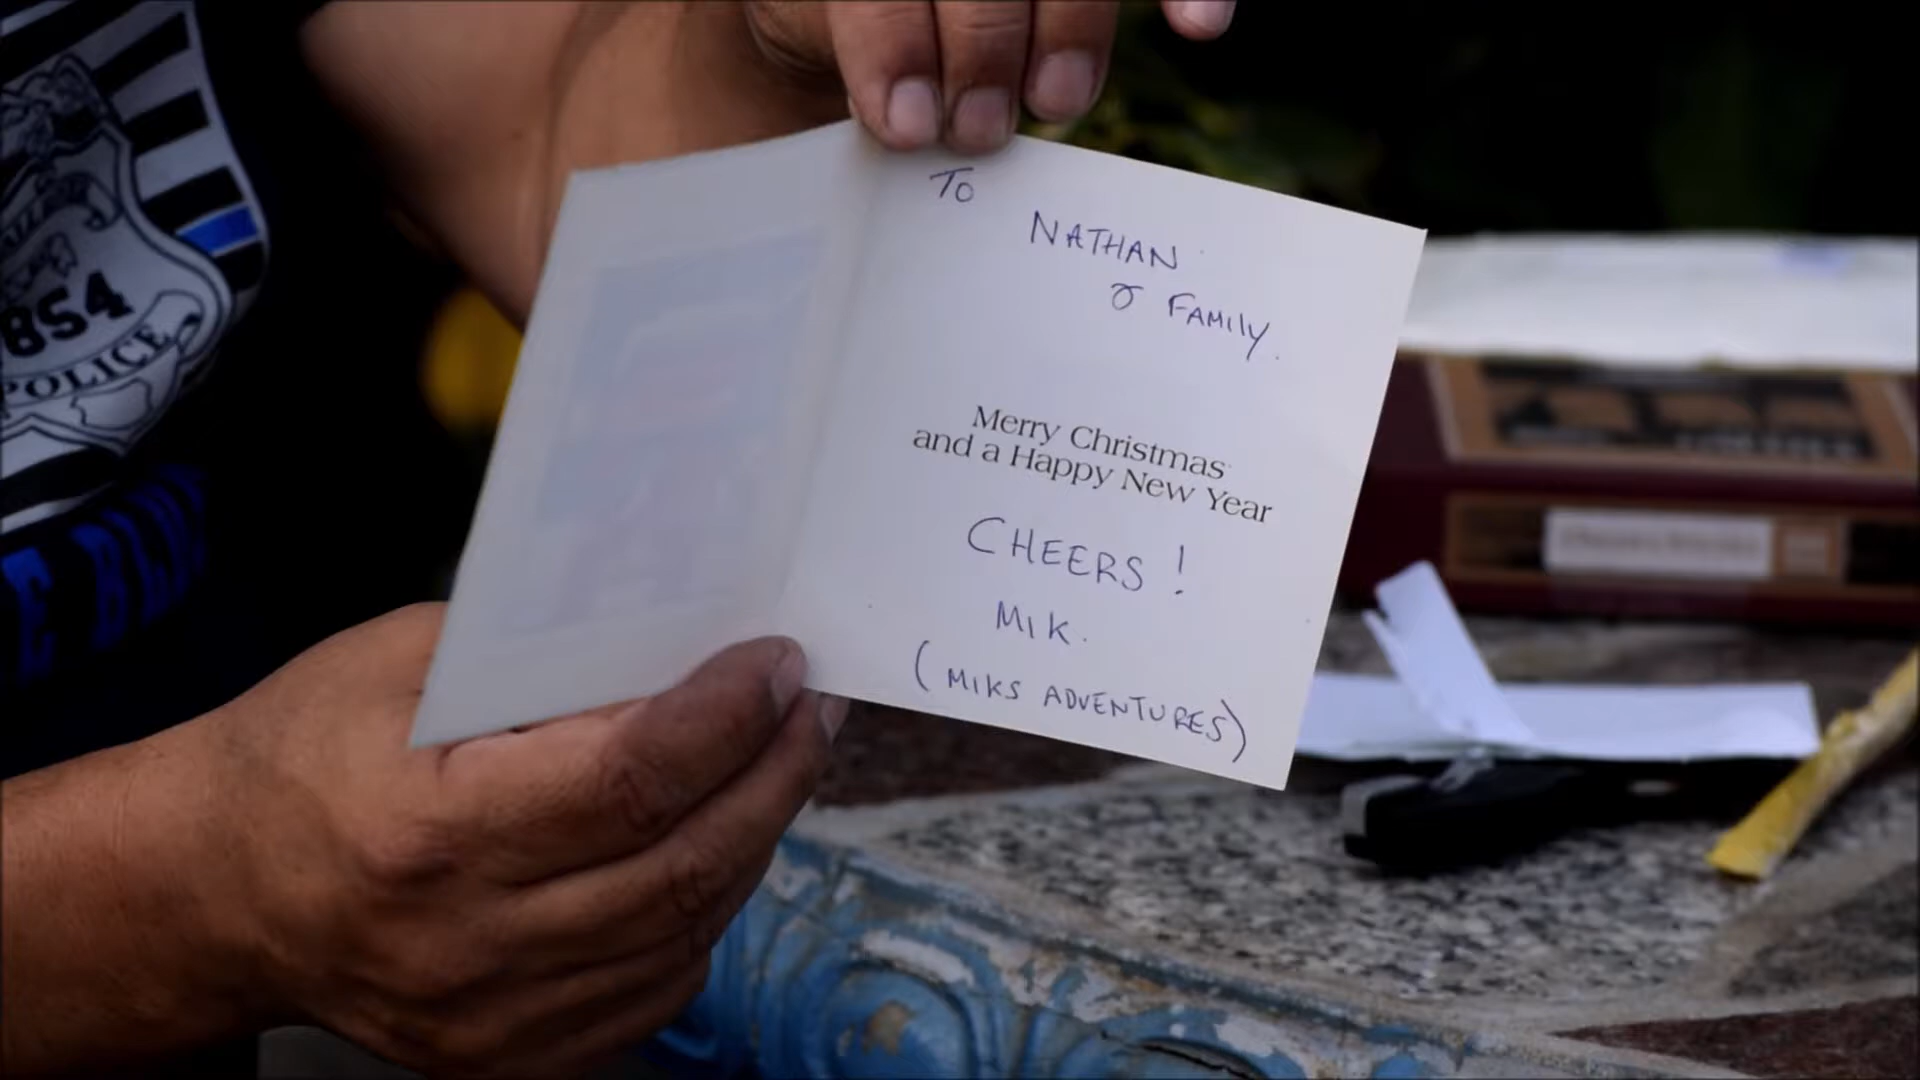 To
NATHAN
& FAMILY.
Merry Christmas
and a Happy New Year
CHEERS!
MIK.
(MIKS ADVENTURES)
854
POLICE